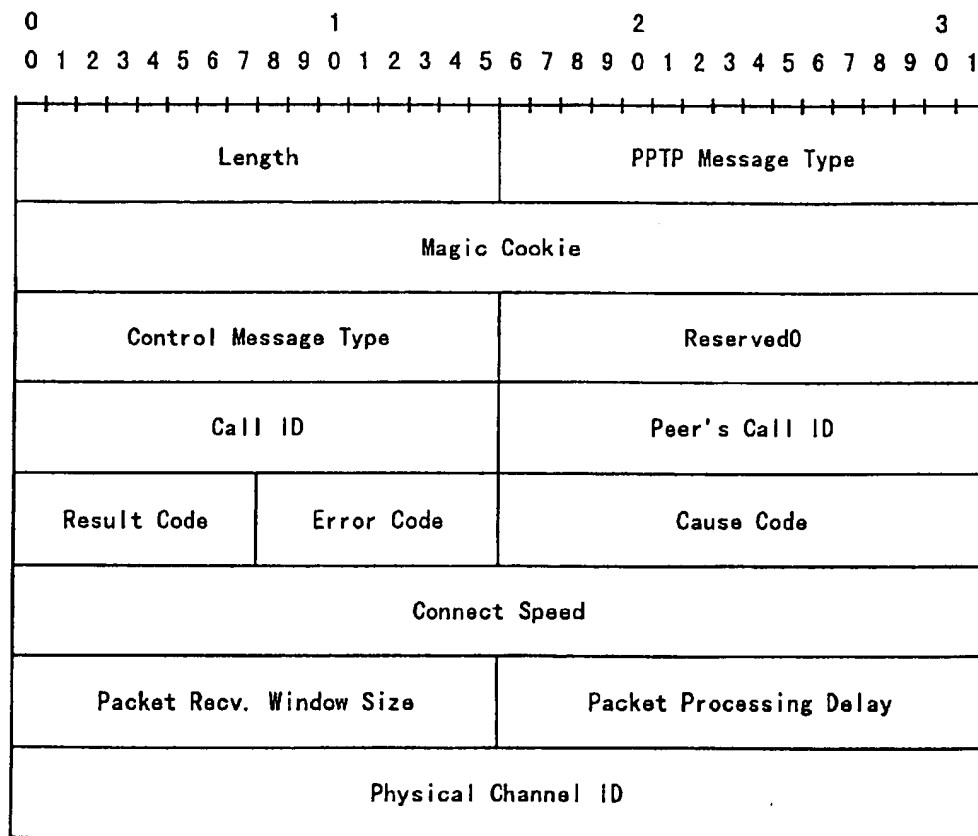 0 1 2 3
0 1 2 3 4 5 6 7 8 9 0 1 2 3 4 5 6 7 8 9 0 1 2 3 4 5 6 7 8 9 0 1
Length PPTP Message Type
Magic Cookie
Control Message Type Reserved0
Call ID Peer's Call ID
Result Code Error Code Cause Code
Connect Speed
Packet Recv. Window Size Packet Processing Delay
Physical Channel ID